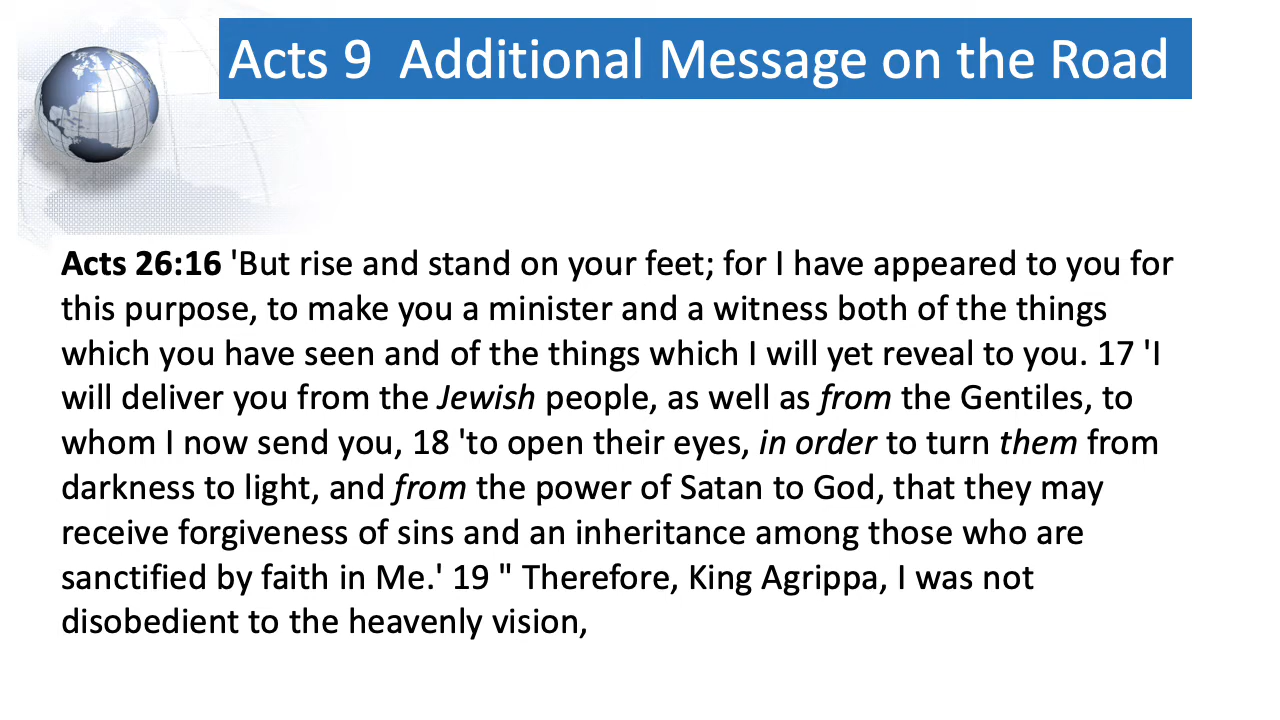 Acts 9  Additional Message on the Road
Acts 26:16 'But rise and stand on your feet; for I have appeared to you for
this purpose, to make you a minister and a witness both of the things
which you have seen and of the things which I will yet reveal to you. 17 'I
will deliver you from the Jewish people, as well as from the Gentiles, to
whom I now send you, 18 'to open their eyes, in order to turn them from
darkness to light, and from the power of Satan to God, that they may
receive forgiveness of sins and an inheritance among those who are
sanctified by faith in Me.' 19 " Therefore, King Agrippa, I was not
disobedient to the heavenly vision,